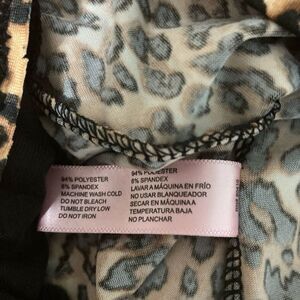 94% POLYESTER
6% SPANDEX
MACHINE WASH COLD
DO NOT BLEACH
TUMBLE DRY LOW
DO NOT IRON
94% POLYESTER
6% SPANDEX
LAVAR A MÁQUINA EN FRÍO
NO USAR BLANQUEADOR
SECAR EN MÁQUINA A
TEMPERATURA BAJA
NO PLANCHAR